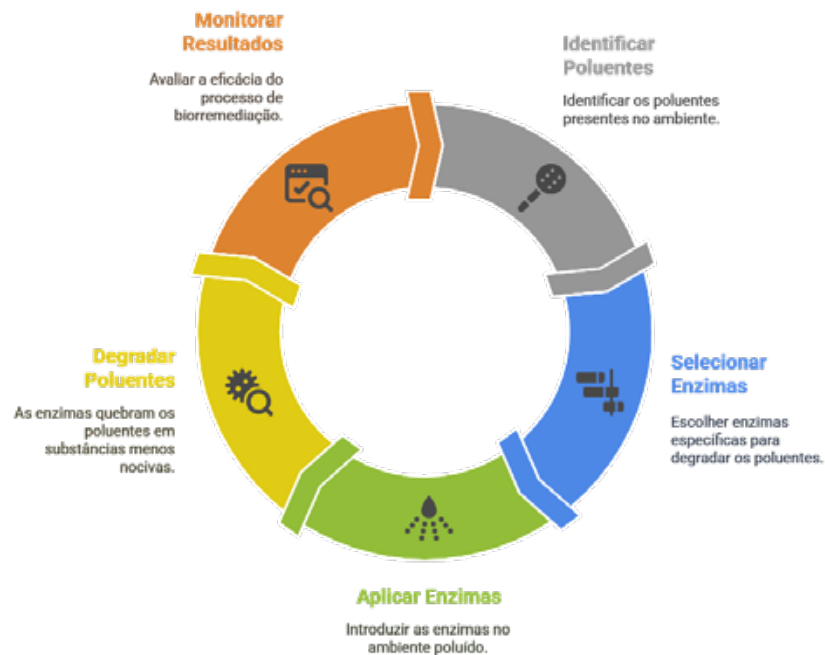 Monitorar
Resultados
Avaliar a eficácia do
processo de
biorremediação.
Identificar
Poluentes
Identificar os poluentes
presentes no ambiente.
Selecionar
Enzimas
Escolher enzimas
específicas para
degradar os poluentes.
Degradar
Poluentes
As enzimas quebram os
poluentes em
substâncias menos
nocivas.
Aplicar Enzimas
Introduzir as enzimas no
ambiente poluído.